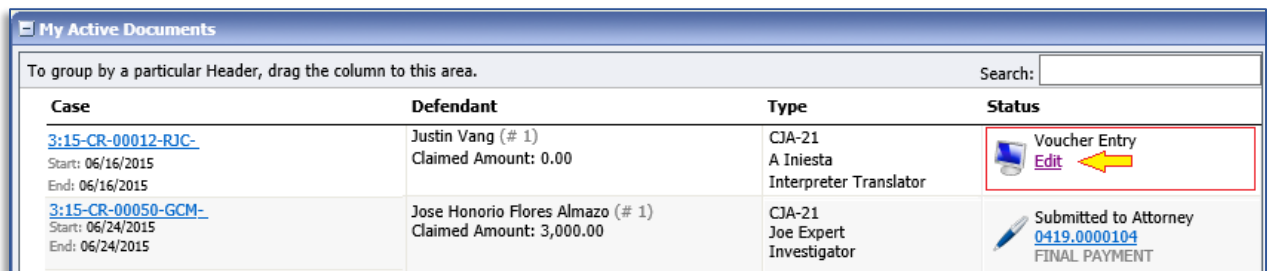 My Active Documents
To group by a particular Header, drag the column to this area.
Search:
Case Defendant Type Status
3:15-CR-00012-RJC-
Start: 06/16/2015
End: 06/16/2015
Justin Vang (# 1)
Claimed Amount: 0.00
CJA-21
A Iniesta
Interpreter Translator
Voucher Entry
Edit
3:15-CR-00050-GCM-
Start: 06/24/2015
End: 06/24/2015
Jose Honorio Flores Almazo (# 1)
Claimed Amount: 3,000.00
CJA-21
Joe Expert
Investigator
Submitted to Attorney
0419.0000104
FINAL PAYMENT